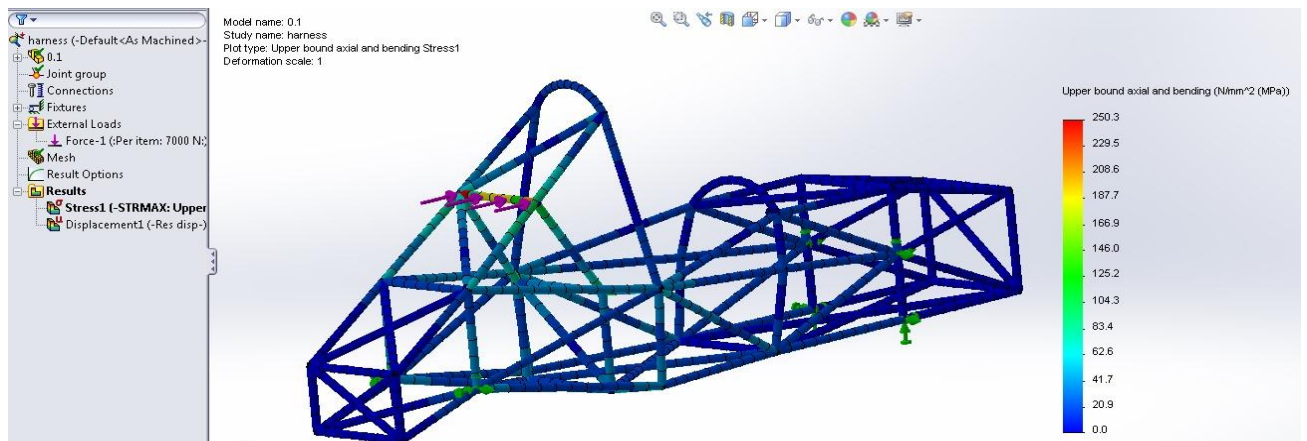 harness (-Default<As Machined>-
0.1
Joint group
Connections
Fixtures
External Loads
Force-1 (:Per item: 7000 N:
Mesh
Result Options
Results
Stress1 (-STRMAX: Upper
Displacement1 (-Res disp-)
Model name: 0.1
Study name: harness
Plot type: Upper bound axial and bending Stress1
Deformation scale: 1
Upper bound axial and bending (N/mm^2 (MPa))
250.3
229.5
208.6
187.7
166.9
146.0
125.2
104.3
83.4
62.6
41.7
20.9
0.0